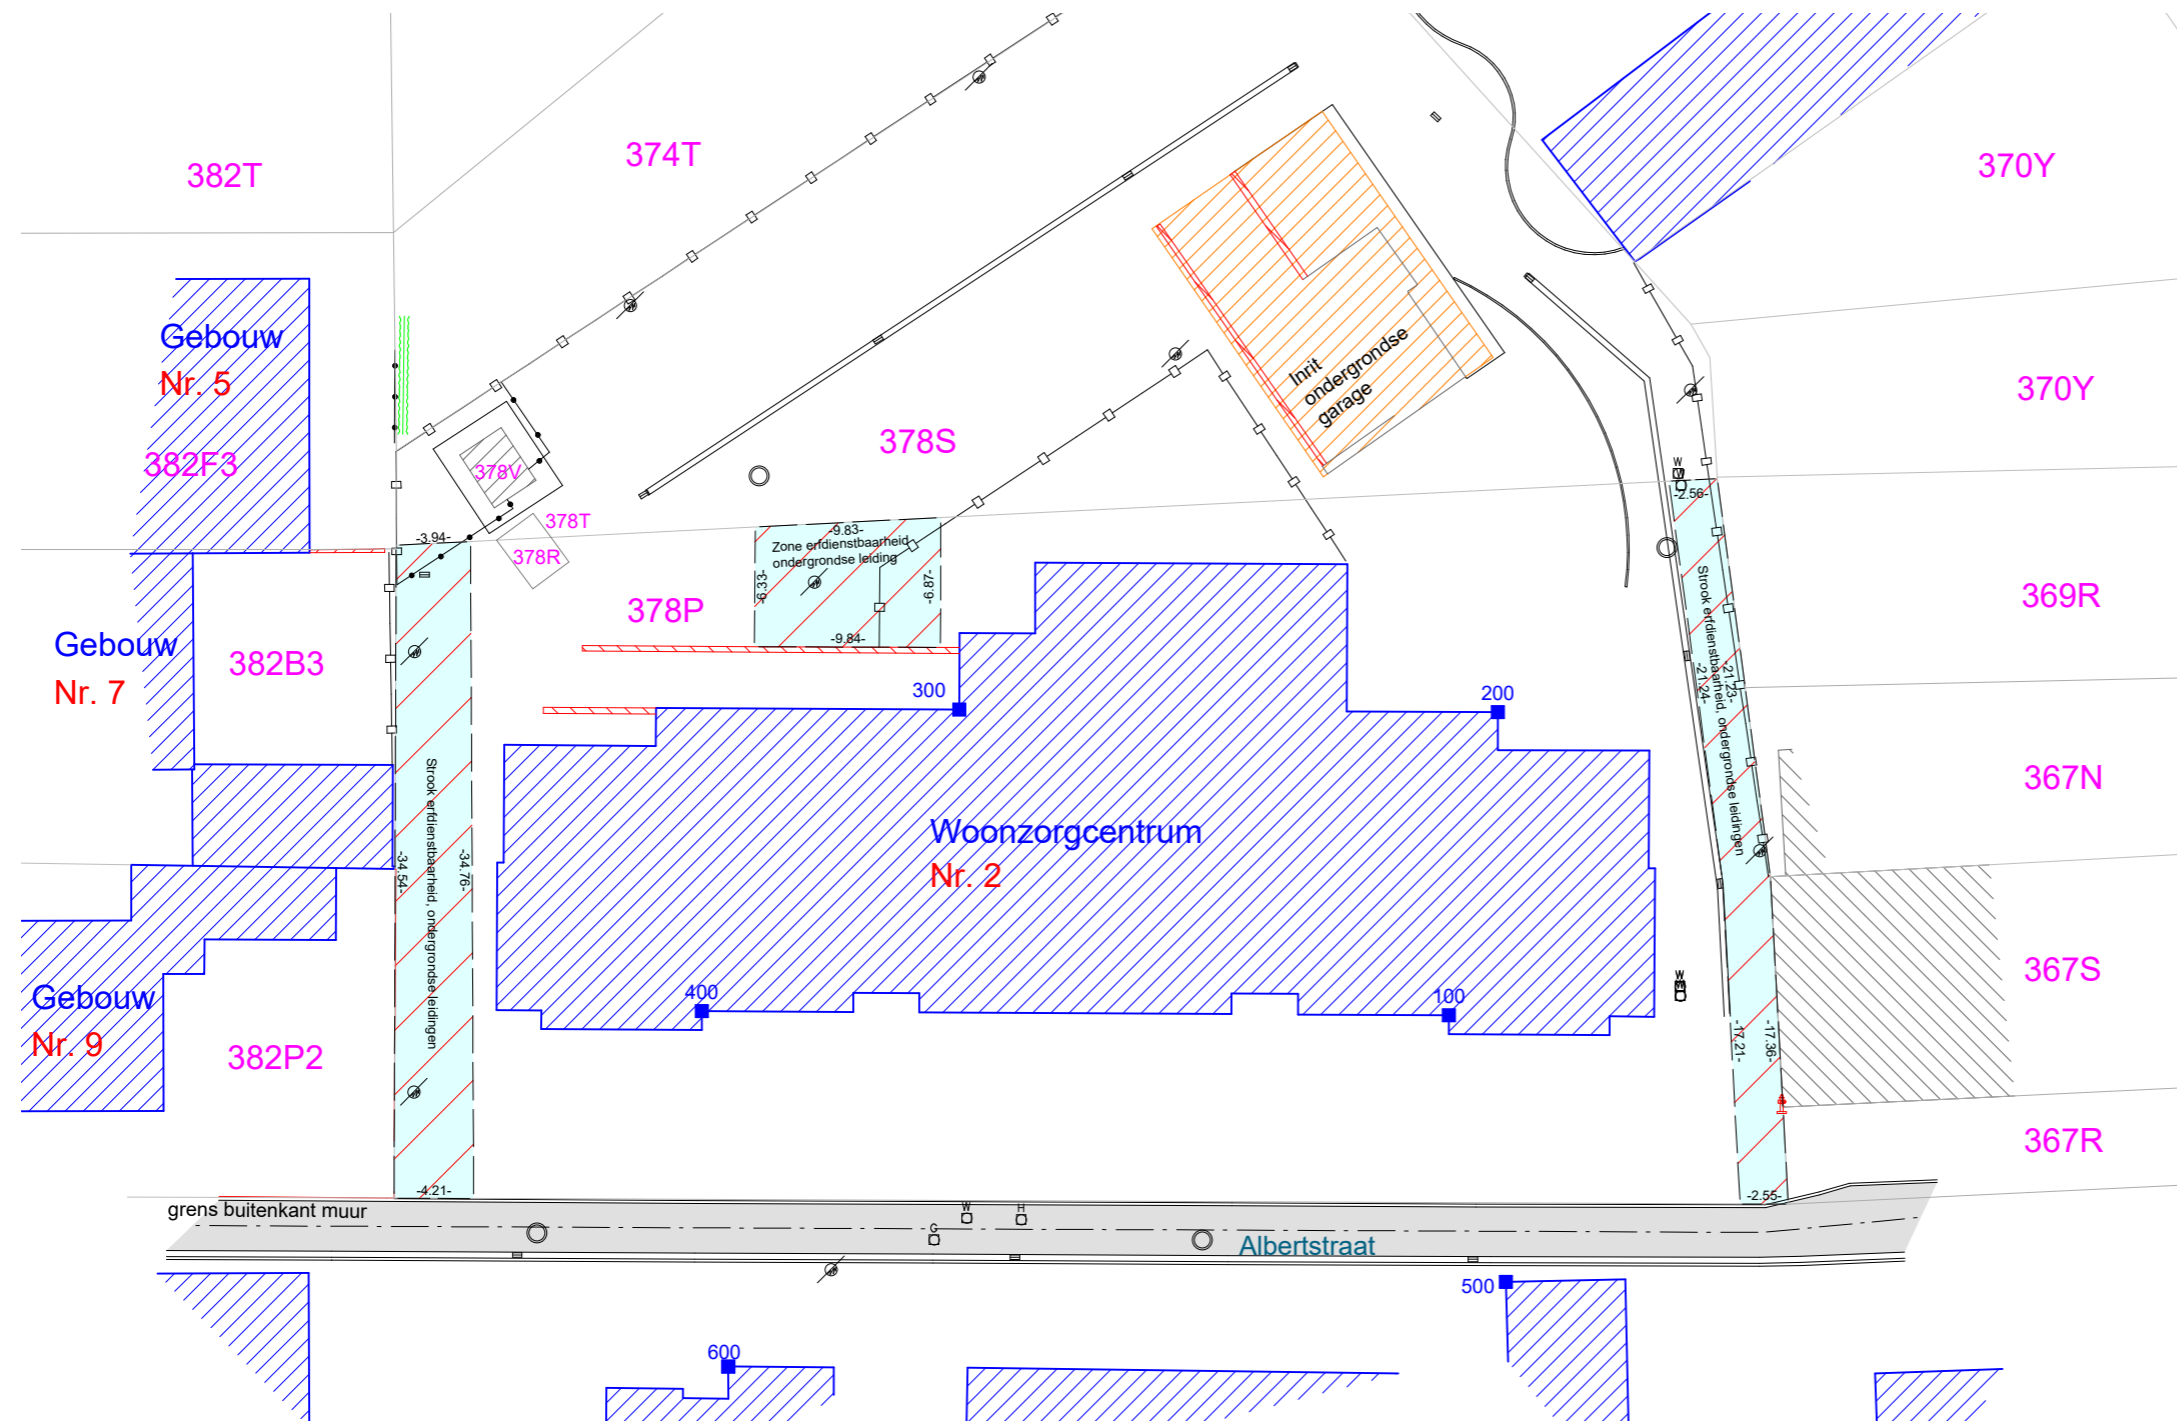 374T
382T
370Y
Gebouw
Nr. 5
382F3
Inrit
ondergrondse
garage
370Y
378S
378V
378T
378R
W
-2.56-
-3.94-
-9.83-
Zone erfdienstbaarheid
ondergrondse leiding
-6.33-
-6.87-
-9.84-
378P
369R
Gebouw
Nr. 7
382B3
300
200
Strook erfdienstbaarheid, ondergrondse leidingen
-21.23-
-21.24-
367N
Woonzorgcentrum
Nr. 2
Strook erfdienstbaarheid, ondergrondse leidingen
-34.54-
-34.76-
Gebouw
Nr. 9
382P2
400
100
W
367S
-17.21-
-17.36-
367R
-4.21-
-2.55-
grens buitenkant muur
W
H
G
Albertstraat
500
600